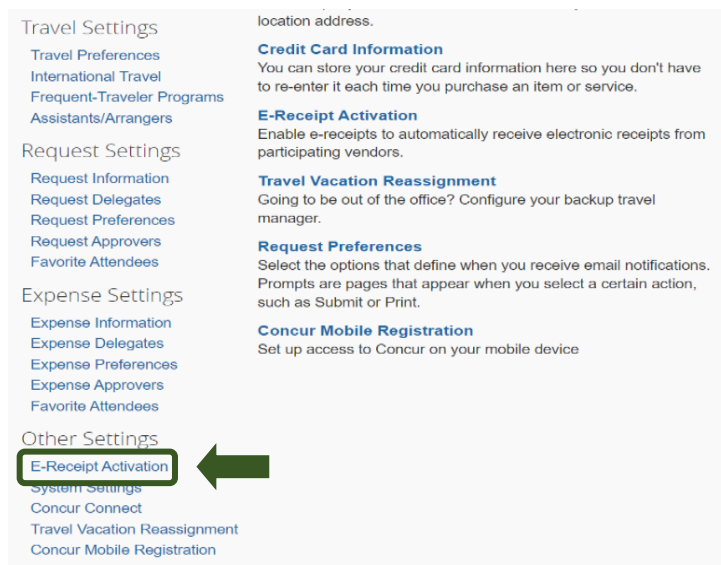 Travel Settings
Travel Preferences
International Travel
Frequent-Traveler Programs
Assistants/Arrangers
Request Settings
Request Information
Request Delegates
Request Preferences
Request Approvers
Favorite Attendees
Expense Settings
Expense Information
Expense Delegates
Expense Preferences
Expense Approvers
Favorite Attendees
Other Settings
E-Receipt Activation
System Settings
Concur Connect
Travel Vacation Reassignment
Concur Mobile Registration
location address.
Credit Card Information
You can store your credit card information here so you don't have
to re-enter it each time you purchase an item or service.
E-Receipt Activation
Enable e-receipts to automatically receive electronic receipts from
participating vendors.
Travel Vacation Reassignment
Going to be out of the office? Configure your backup travel
manager.
Request Preferences
Select the options that define when you receive email notifications.
Prompts are pages that appear when you select a certain action,
such as Submit or Print.
Concur Mobile Registration
Set up access to Concur on your mobile device